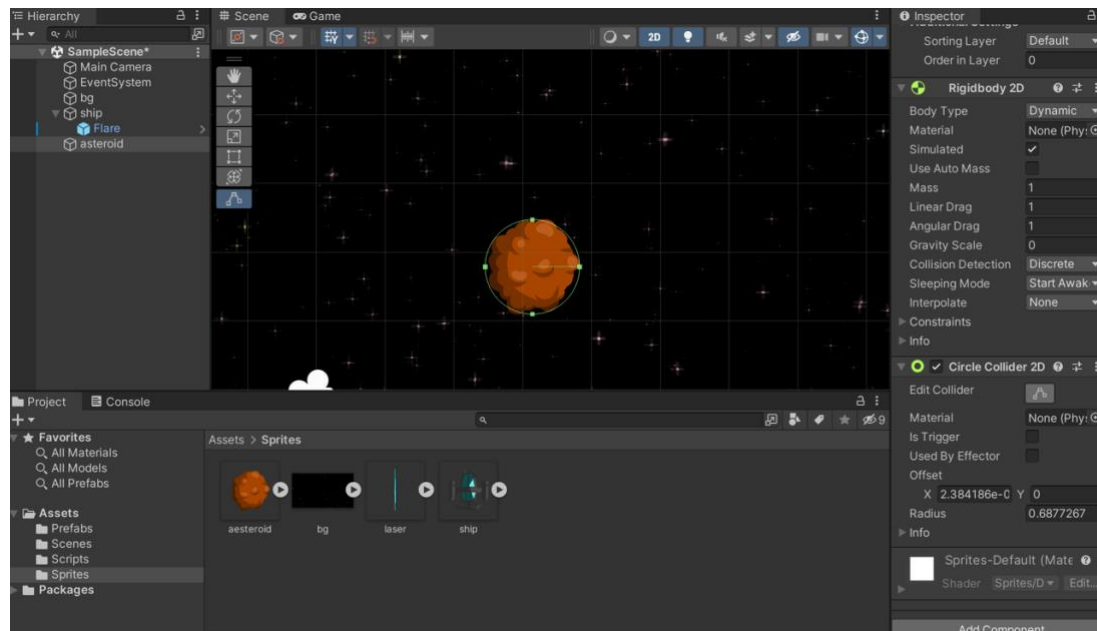 Hierarchy
All
SampleScene*
Main Camera
EventSystem
bg
ship
Flare
asteroid
Scene Game
2D
Inspector
Sorting Layer Default
Order in Layer 0
Rigidbody 2D
Body Type Dynamic
Material None (Phy
Simulated
Use Auto Mass
Mass 1
Linear Drag 1
Angular Drag 1
Gravity Scale 0
Collision Detection Discrete
Sleeping Mode Start Awak
Interpolate None
Constraints
Info
Circle Collider 2D
Edit Collider
Material None (Phy
Is Trigger
Used By Effector
Offset
X 2.384186e-0 Y 0
Radius 0.6877267
Info
Sprites-Default (Mate
Shader Sprites/D Edit...
Add Component
Project Console
9
Favorites
All Materials
All Models
All Prefabs
Assets
Prefabs
Scenes
Scripts
Sprites
Packages
Assets > Sprites
aesteroid bg laser ship